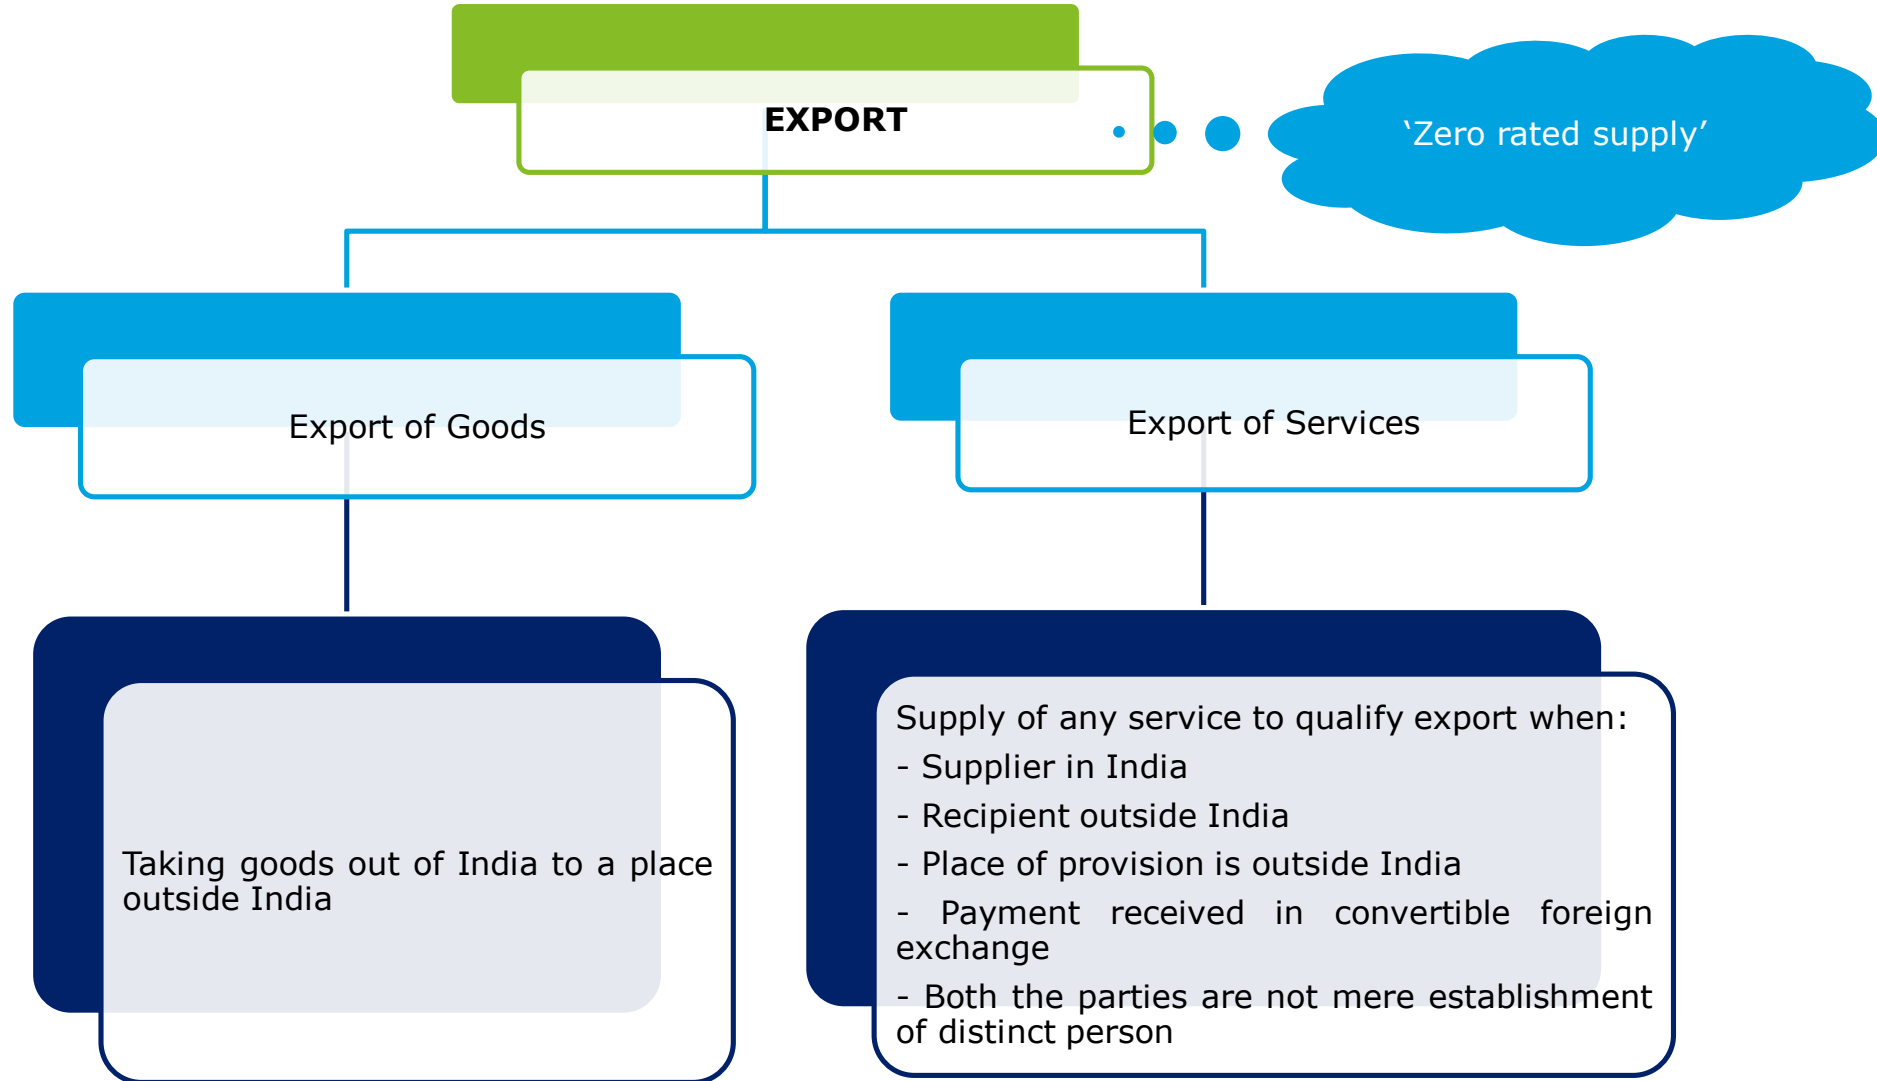 EXPORT
‘Zero rated supply’
Export of Goods
Export of Services
Taking goods out of India to a place
outside India
Supply of any service to qualify export when:
- Supplier in India
- Recipient outside India
- Place of provision is outside India
- Payment received in convertible foreign
exchange
- Both the parties are not mere establishment
of distinct person